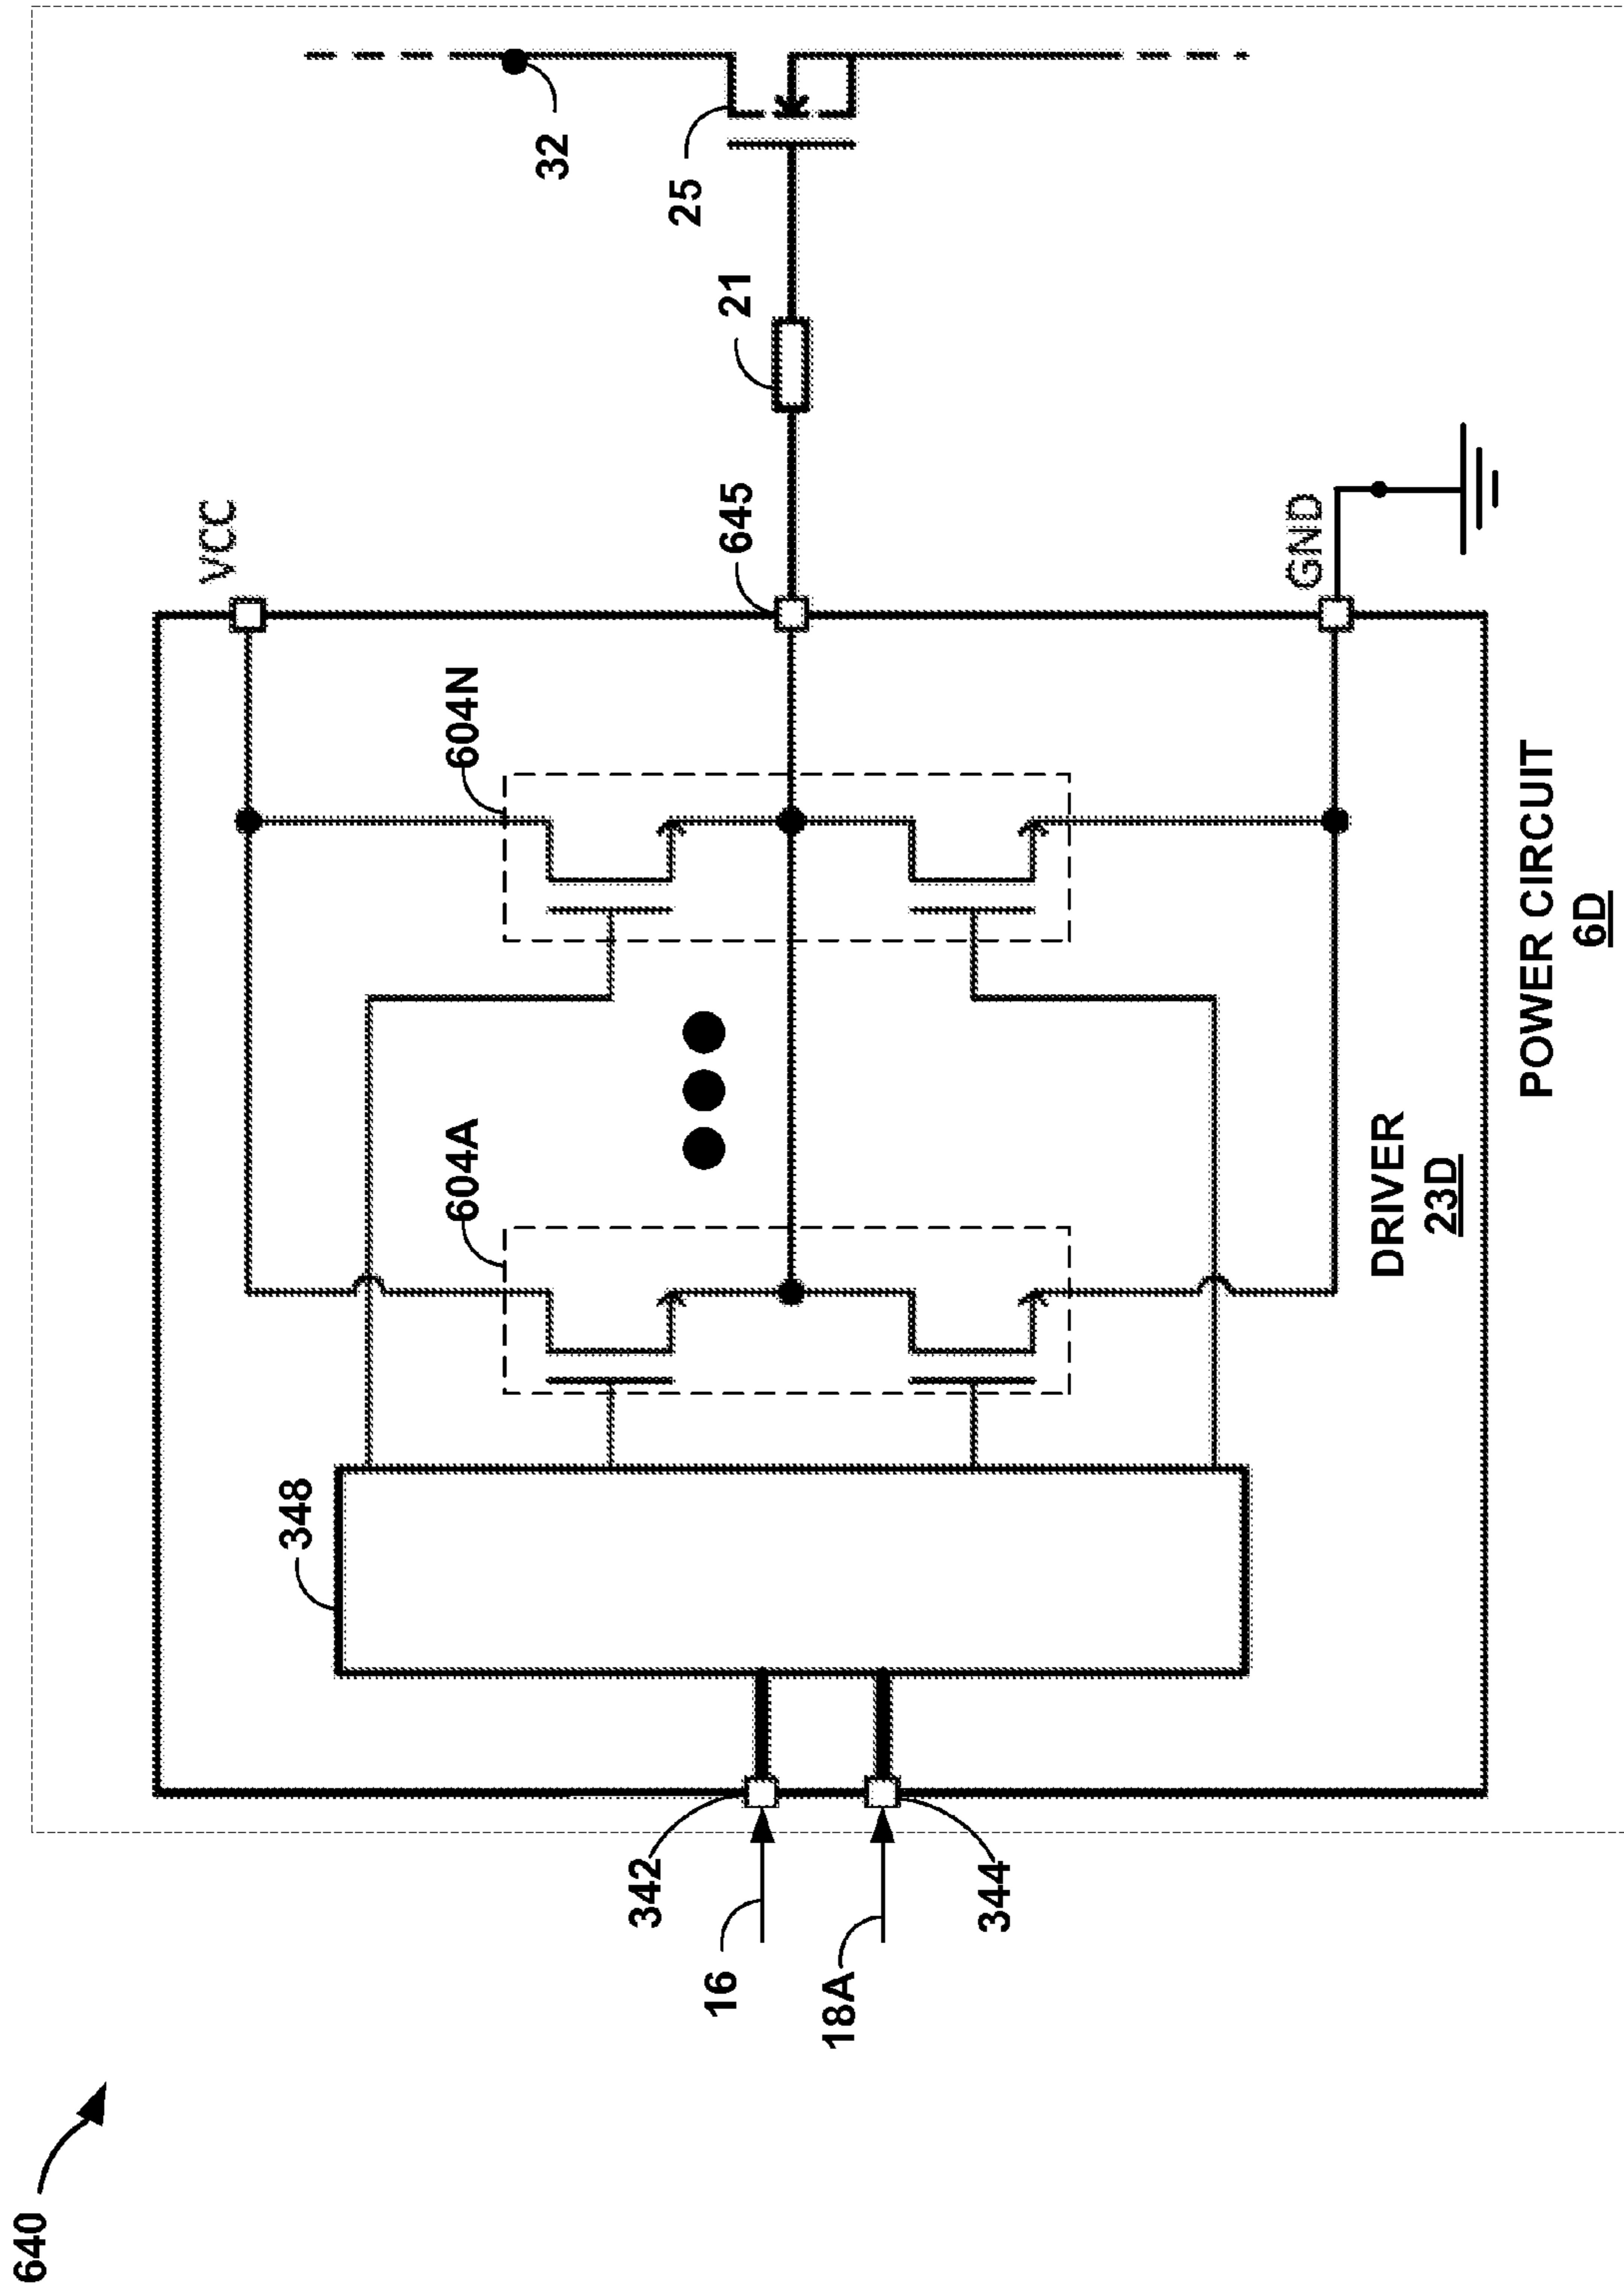 640
VCC
32
25
21
645
GND
604N
604A
348
342
16
18A
344
DRIVER
23D
POWER CIRCUIT
6D